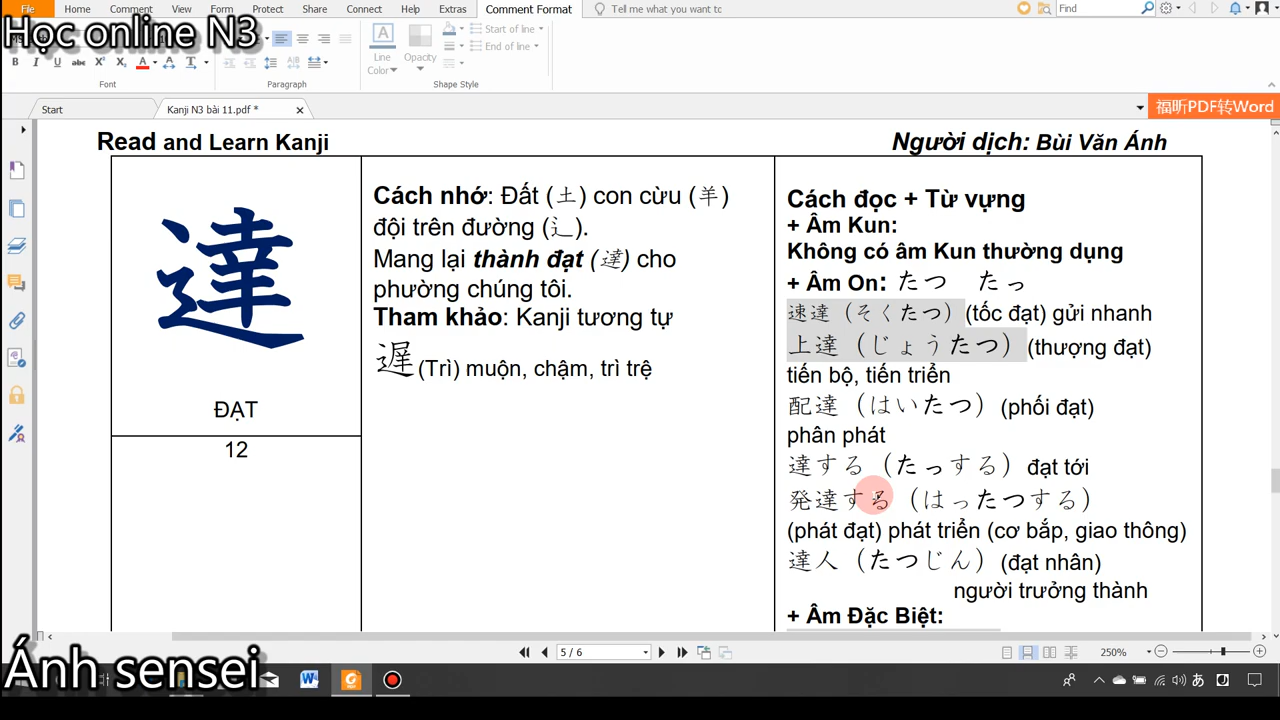 File Home Comment View Form Protect Share Connect Help Extras Comment Format Tell me what you want tc Find
Học online N3
Line Color Opacity Start of line End of line
Font Paragraph Shape Style
Start Kanji N3 bài 11.pdf * 福昕PDF转Word
Read and Learn Kanji Người dịch: Bùi Văn Ánh
達
ĐẠT
12
Cách nhớ: Đất (土) con cừu (羊)
đội trên đường (辶).
Mang lại thành đạt (達) cho
phường chúng tôi.
Tham khảo: Kanji tương tự
遅(Trì) muộn, chậm, trì trệ
Cách đọc + Từ vựng
+ Âm Kun:
Không có âm Kun thường dụng
+ Âm On: たつ たっ
速達（そくたつ）(tốc đạt) gửi nhanh
上達（じょうたつ）(thượng đạt)
tiến bộ, tiến triển
配達（はいたつ）(phối đạt)
phân phát
達する（たっする）đạt tới
発達する（はったつする）
(phát đạt) phát triển (cơ bắp, giao thông)
達人（たつじん）(đạt nhân)
người trưởng thành
+ Âm Đặc Biệt:
5 / 6 250%
Ánh sensei